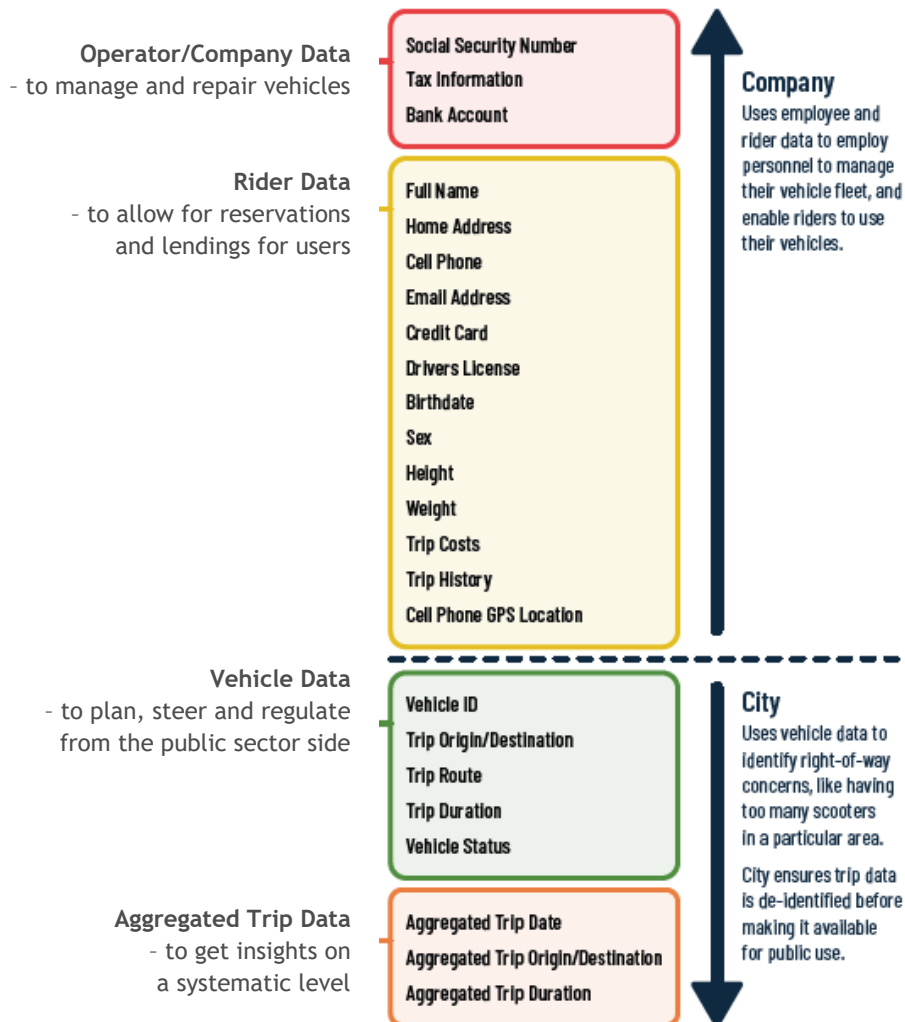 Operator/Company Data
– to manage and repair vehicles
Social Security Number
Tax Information
Bank Account
Company
Uses employee and
rider data to employ
personnel to manage
their vehicle fleet, and
enable riders to use
their vehicles.
Rider Data
– to allow for reservations
and lendings for users
Full Name
Home Address
Cell Phone
Email Address
Credit Card
Drivers License
Birthdate
Sex
Height
Weight
Trip Costs
Trip History
Cell Phone GPS Location
Vehicle Data
– to plan, steer and regulate
from the public sector side
Vehicle ID
Trip Origin/Destination
Trip Route
Trip Duration
Vehicle Status
City
Uses vehicle data to
identify right-of-way
concerns, like having
too many scooters
in a particular area.
City ensures trip data
is de-identified before
making it available
for public use.
Aggregated Trip Data
– to get insights on
a systematic level
Aggregated Trip Date
Aggregated Trip Origin/Destination
Aggregated Trip Duration